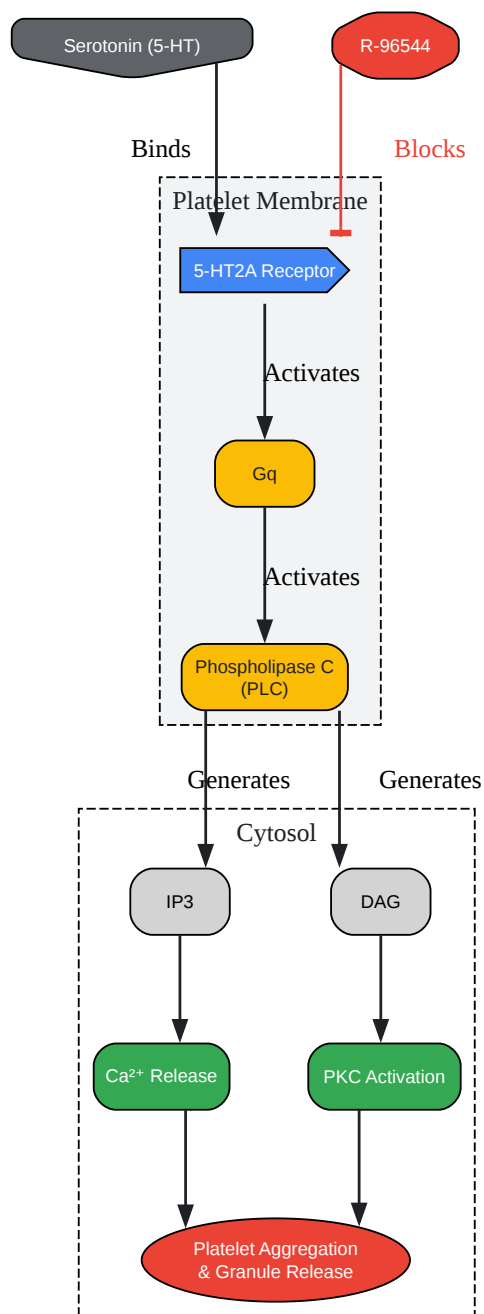 Serotonin (5-HT)
R-96544
Binds
Blocks
Platelet Membrane
5-HT2A Receptor
Activates
Gq
Activates
Phospholipase C
(PLC)
Generates
Generates
Cytosol
IP3
DAG
Ca²⁺ Release
PKC Activation
Platelet Aggregation
& Granule Release